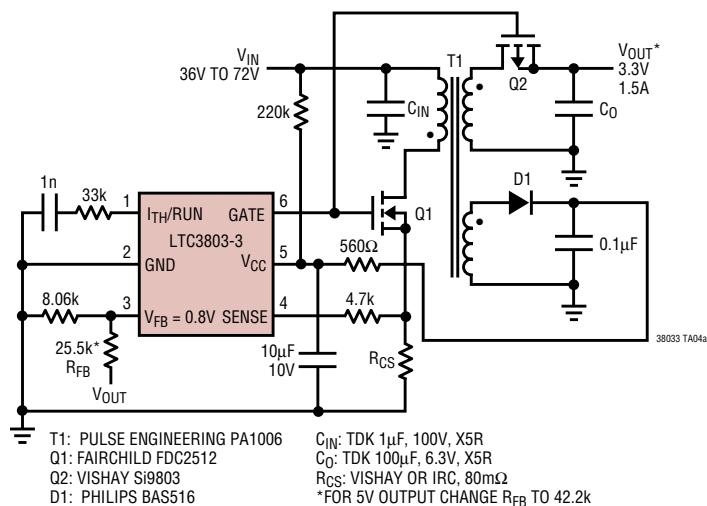 T1
VIN
36V TO 72V
VOUT*
3.3V
1.5A
Q2
220k
CIN
CO
D1
1n
33k
1
ITH/RUN
GATE
6
Q1
LTC3803-3
2
GND
VCC
5
560Ω
0.1µF
8.06k
3
VFB = 0.8V
SENSE
4
4.7k
25.5k*
RFB
VOUT
10µF
10V
RCS
38033 TA04a
T1: PULSE ENGINEERING PA1006
Q1: FAIRCHILD FDC2512
Q2: VISHAY Si9803
D1: PHILIPS BAS516
CIN: TDK 1µF, 100V, X5R
CO: TDK 100µF, 6.3V, X5R
RCS: VISHAY OR IRC, 80mΩ
*FOR 5V OUTPUT CHANGE RFB TO 42.2k